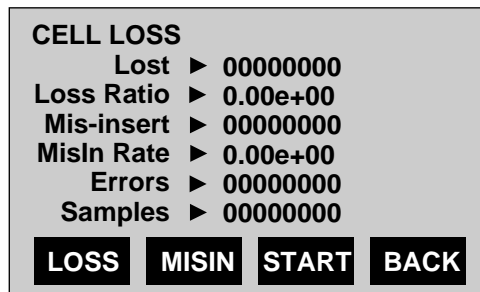 CELL LOSS
Lost ► 00000000
Loss Ratio ► 0.00e+00
Mis-insert ► 00000000
MisIn Rate ► 0.00e+00
Errors ► 00000000
Samples ► 00000000
LOSS MISIN START BACK